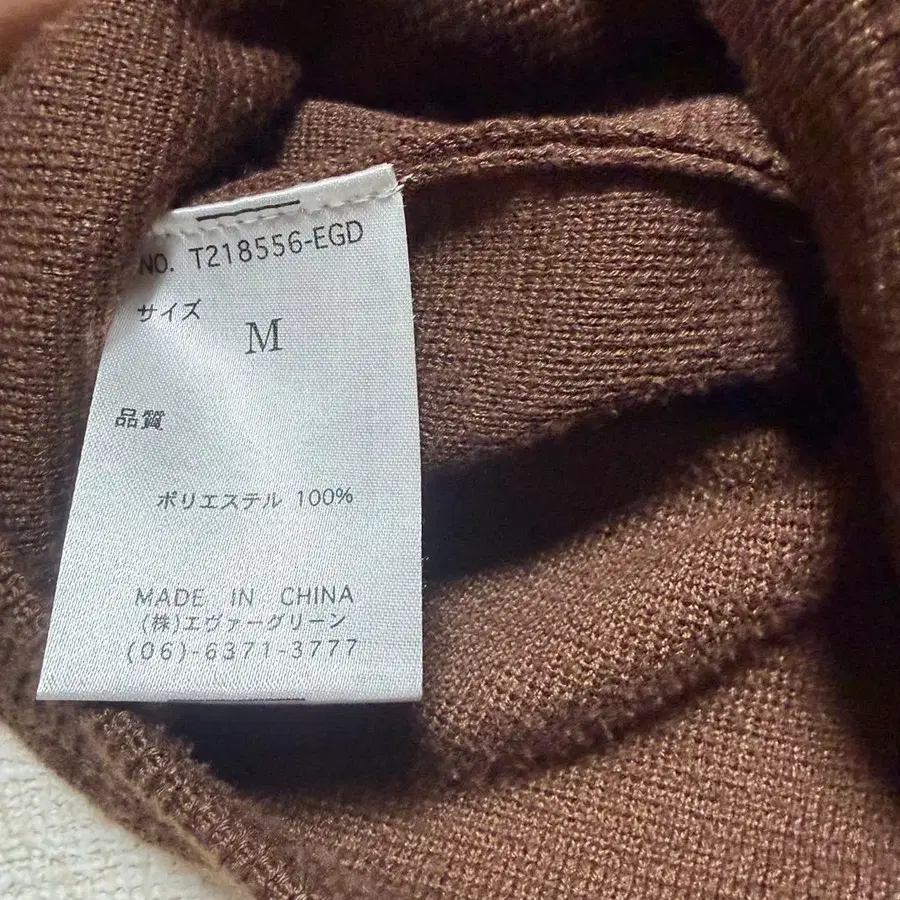 NO. T218556-EGD
サイズ
M
品質
ポリエステル 100%
MADE IN CHINA
(株)エヴァーグリーン
(06)-6371-3777